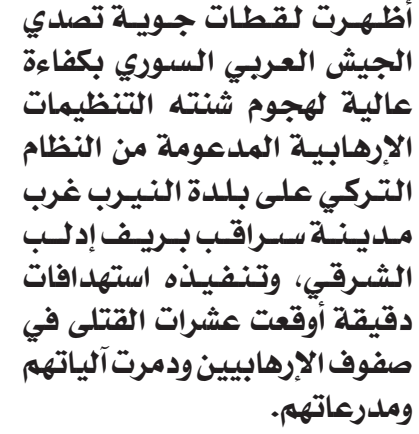 أظهرت لقطات جوية تصدي
الجيش العربي السوري بكفاءة
عالية لهجوم شنته التنظيمات
الإرهابية المدعومة من النظام
التركي على بلدة النيرب غرب
مدينة سراقب بريف إدلب
الشرقي، وتنفيذه استهدافات
دقيقة أوقعت عشرات القتلى في
صفوف الإرهابيين ودمرت آلياتهم
ومدرعاتهم.